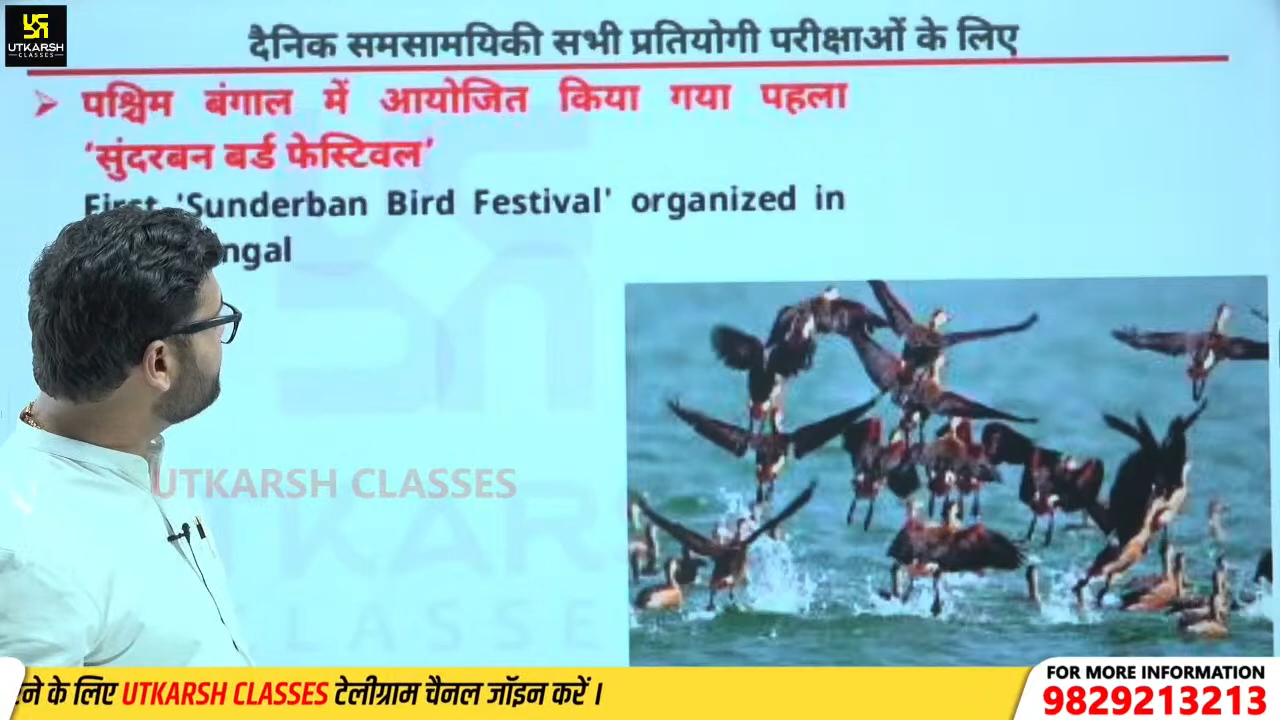 UTKARSH
CLASSES
दैनिक समसामयिकी सभी प्रतियोगी परीक्षाओं के लिए
पश्चिम बंगाल में आयोजित किया गया पहला
‘सुंदरबन बर्ड फेस्टिवल’
First 'Sunderban Bird Festival' organized in
ngal
UTKARSH CLASSES
के लिए UTKARSH CLASSES टेलीग्राम चैनल जॉइन करें ।
FOR MORE INFORMATION
9829213213